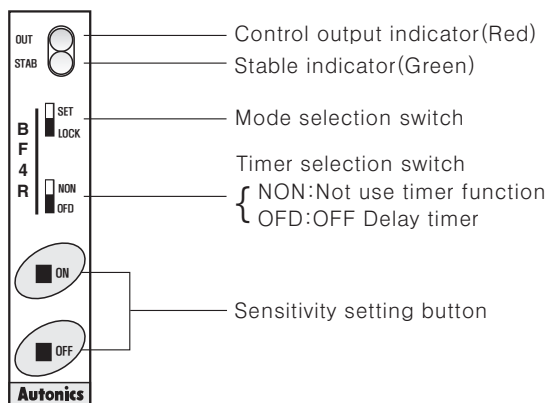 OUT
Control output indicator(Red)
STAB
Stable indicator(Green)
SET
LOCK
Mode selection switch
BF4R
Timer selection switch
NON
NON:Not use timer function
OFD
OFD:OFF Delay timer
ON
Sensitivity setting button
OFF
Autonics